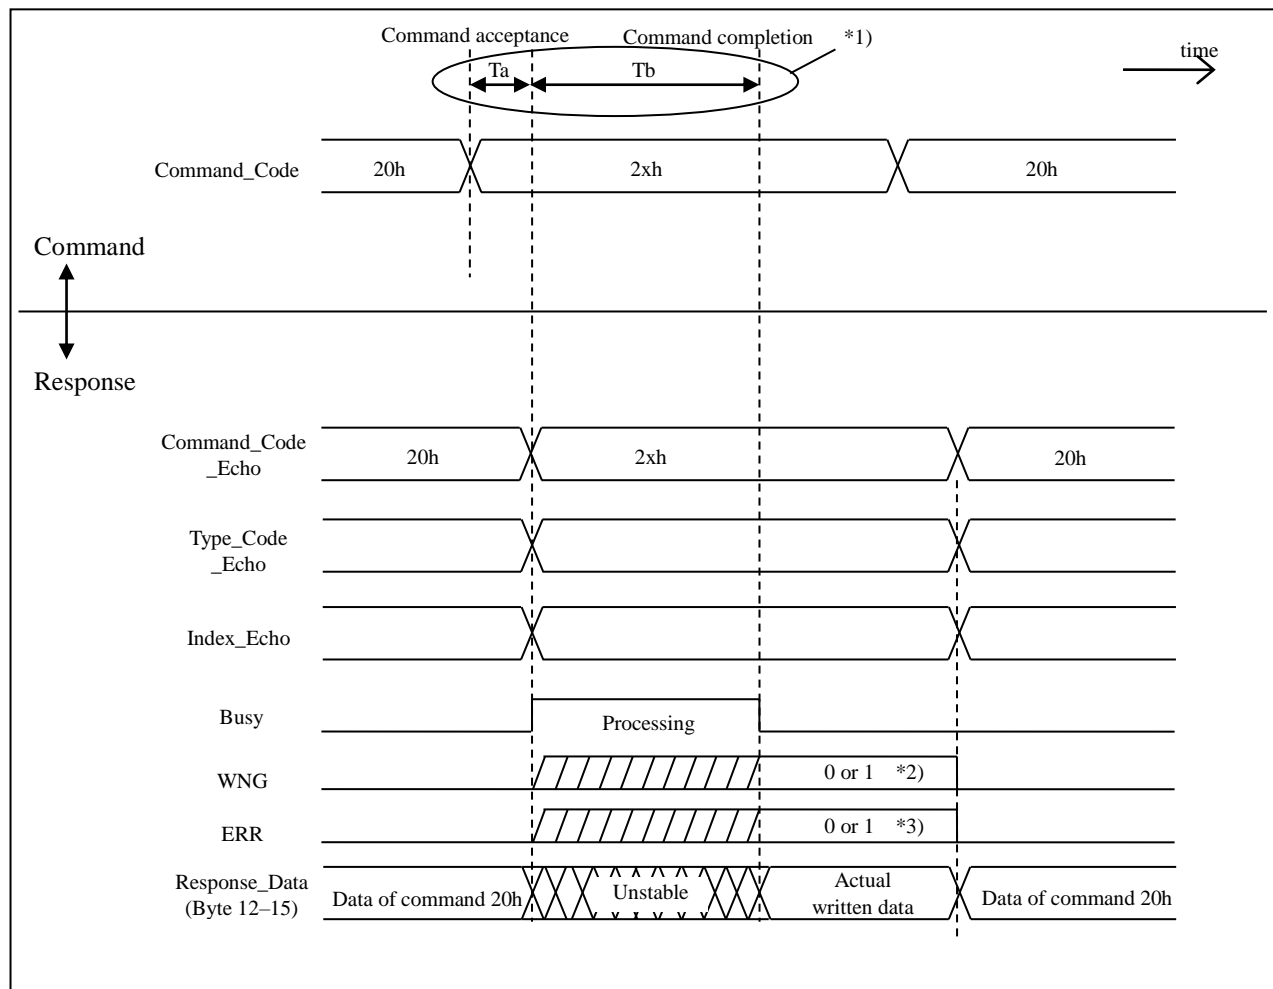 Command acceptance
Command completion *1)
time
Ta
Tb
Command_Code
20h
2xh
20h
Command
Response
Command_Code
_Echo
20h
2xh
20h
Type_Code
_Echo
Index_Echo
Busy
Processing
WNG
0 or 1 *2)
ERR
0 or 1 *3)
Response_Data
(Byte 12–15)
Data of command 20h
Unstable
Actual
written data
Data of command 20h